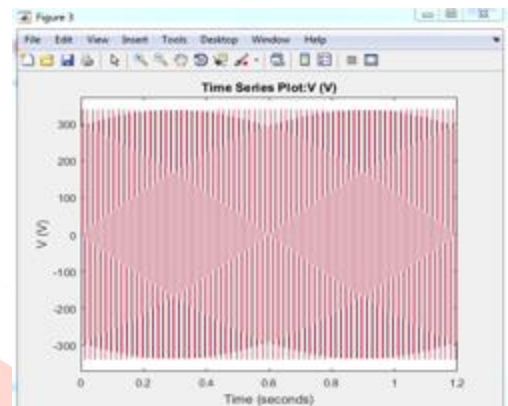 Figure 3
File Edit View Insert Tools Desktop Window Help
Time Series Plot:V (V)
300
200
100
0
-100
-200
-300
V (V)
0 0.2 0.4 0.6 0.8 1 1.2
Time (seconds)